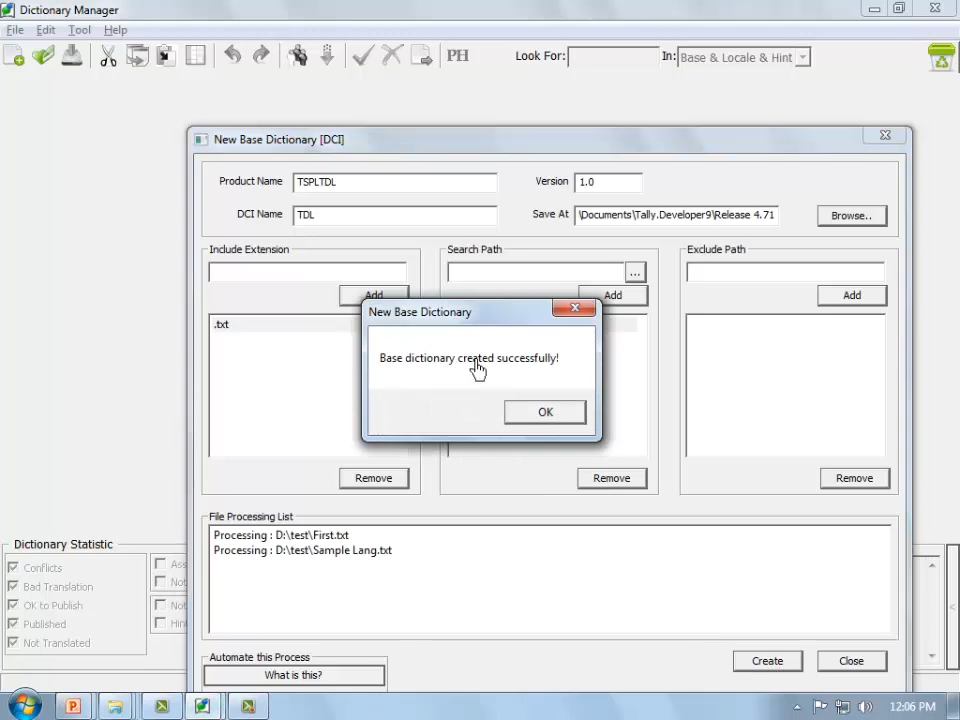 Dictionary Manager
File Edit Tool Help
PH
Look For:
In: Base & Locale & Hint
New Base Dictionary [DCI]
Product Name TSPLTDL
Version 1.0
DCI Name TDL
Save At \Documents\Tally.Developer9\Release 4.71
Browse..
Include Extension
Search Path
Exclude Path
...
Add
Add
Add
.txt
New Base Dictionary
Base dictionary created successfully!
OK
Remove
Remove
Remove
File Processing List
Processing : D:\test\First.txt
Processing : D:\test\Sample Lang.txt
Dictionary Statistic
Conflicts
Bad Translation
OK to Publish
Published
Not Translated
Ass
Not
Not
Hin
<
Automate this Process
What is this?
Create
Close
12:06 PM